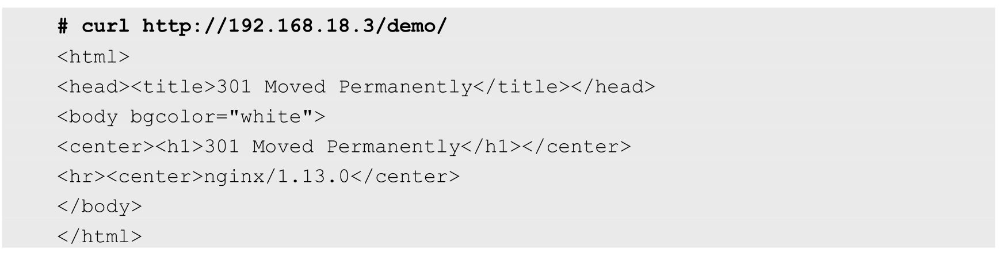 # curl http://192.168.18.3/demo/
<html>
<head><title>301 Moved Permanently</title></head>
<body bgcolor="white">
<center><h1>301 Moved Permanently</h1></center>
<hr><center>nginx/1.13.0</center>
</body>
</html>